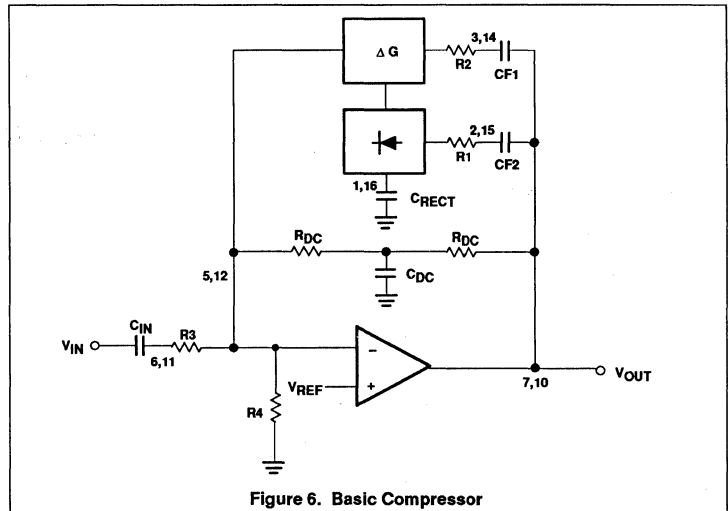 3,14
Δ G
R2
CF1
2,15
R1
CF2
1,16
CRECT
RDC
RDC
5,12
CDC
CIN
R3
VIN
6,11
−
VREF
+
R4
7,10
VOUT
Figure 6. Basic Compressor